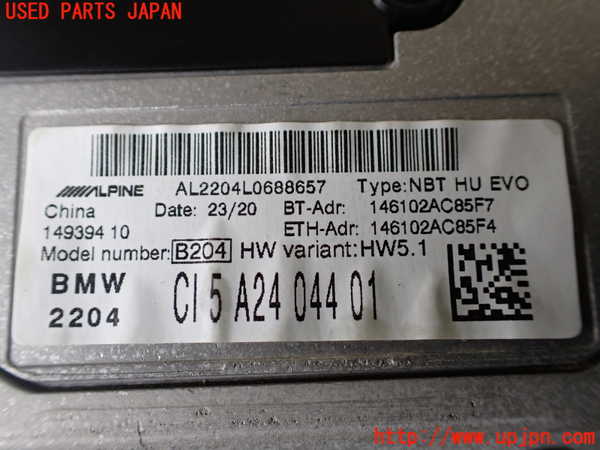 USED PARTS JAPAN
ALPINE AL2204L0688657 Type:NBT HU EVO
China Date: 23/20 BT-Adr: 146102AC85F7
149394 10 ETH-Adr: 146102AC85F4
Model number: B204 HW variant:HW5.1
BMW CI 5 A24 044 01
2204
http://www.upjpn.com/